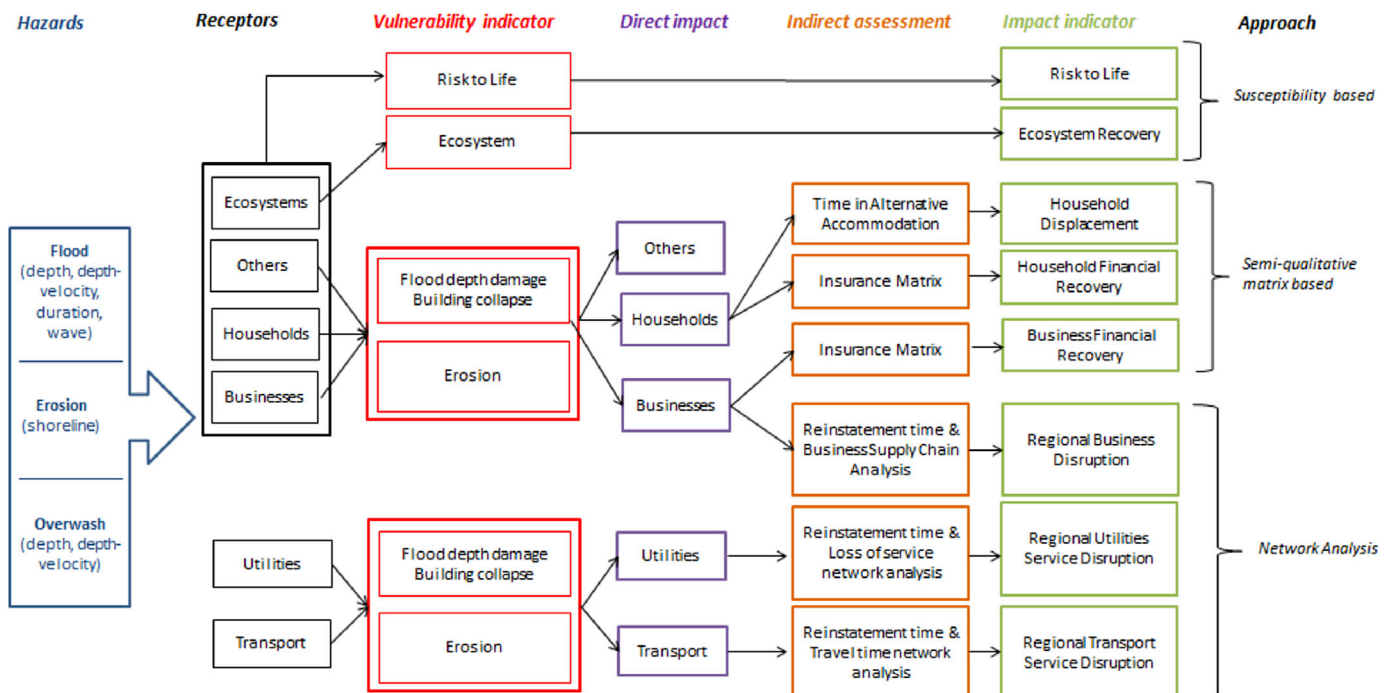 Hazards
Receptors
Vulnerability indicator
Direct impact
Indirect assessment
Impact indicator
Approach
Flood
(depth, depth-
velocity,
duration,
wave)
Erosion
(shoreline)
Overwash
(depth, depth-
velocity)
Ecosystems
Others
Households
Businesses
Utilities
Transport
Risk to Life
Ecosystem
Flood depth damage
Building collapse
Erosion
Flood depth damage
Building collapse
Erosion
Others
Households
Businesses
Utilities
Transport
Time in Alternative
Accommodation
Insurance Matrix
Insurance Matrix
Reinstatement time &
Business Supply Chain
Analysis
Reinstatement time &
Loss of service
network analysis
Reinstatement time &
Travel time network
analysis
Risk to Life
Ecosystem Recovery
Household
Displacement
Household Financial
Recovery
Business Financial
Recovery
Regional Business
Disruption
Regional Utilities
Service Disruption
Regional Transport
Service Disruption
Susceptibility based
Semi-qualitative
matrix based
Network Analysis